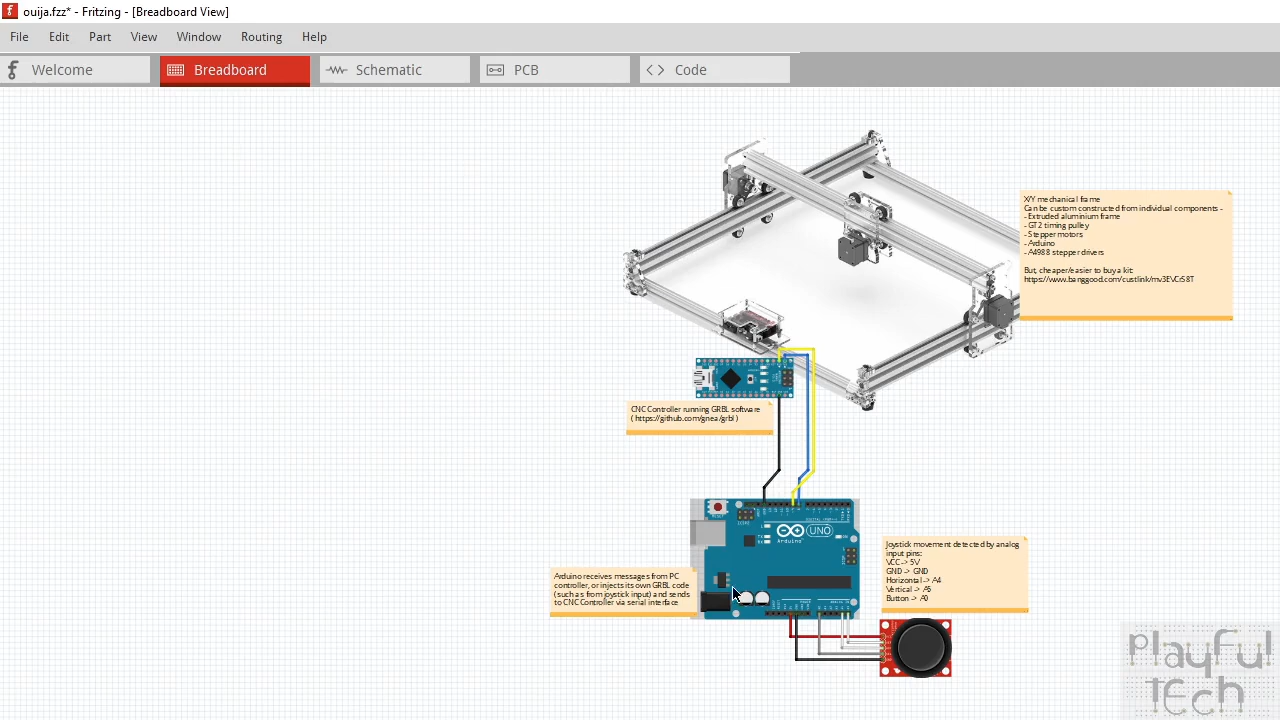 ouija.fzz* - Fritzing - [Breadboard View]
File Edit Part View Window Routing Help
Welcome Breadboard Schematic PCB Code
X/Y mechanical frame
Can be custom constructed from individual components -
- Extruded aluminium frame
- GT2 timing pulley
- Stepper motors
- Arduino
- A4988 stepper drivers
But, cheaper/easier to buy a kit:
CNC Controller running GRBL software
( https://github.com/gnea/grbl )
UNO
Arduino
Joystick movement detected by analog
input pins:
VCC -> 5V
GND -> GND
Horizontal -> A4
Vertical -> A5
Button -> A0
Arduino receives messages from PC
controller, or injects its own GRBL code
(such as from joystick input) and sends
to CNC Controller via serial interface
Playful
tech